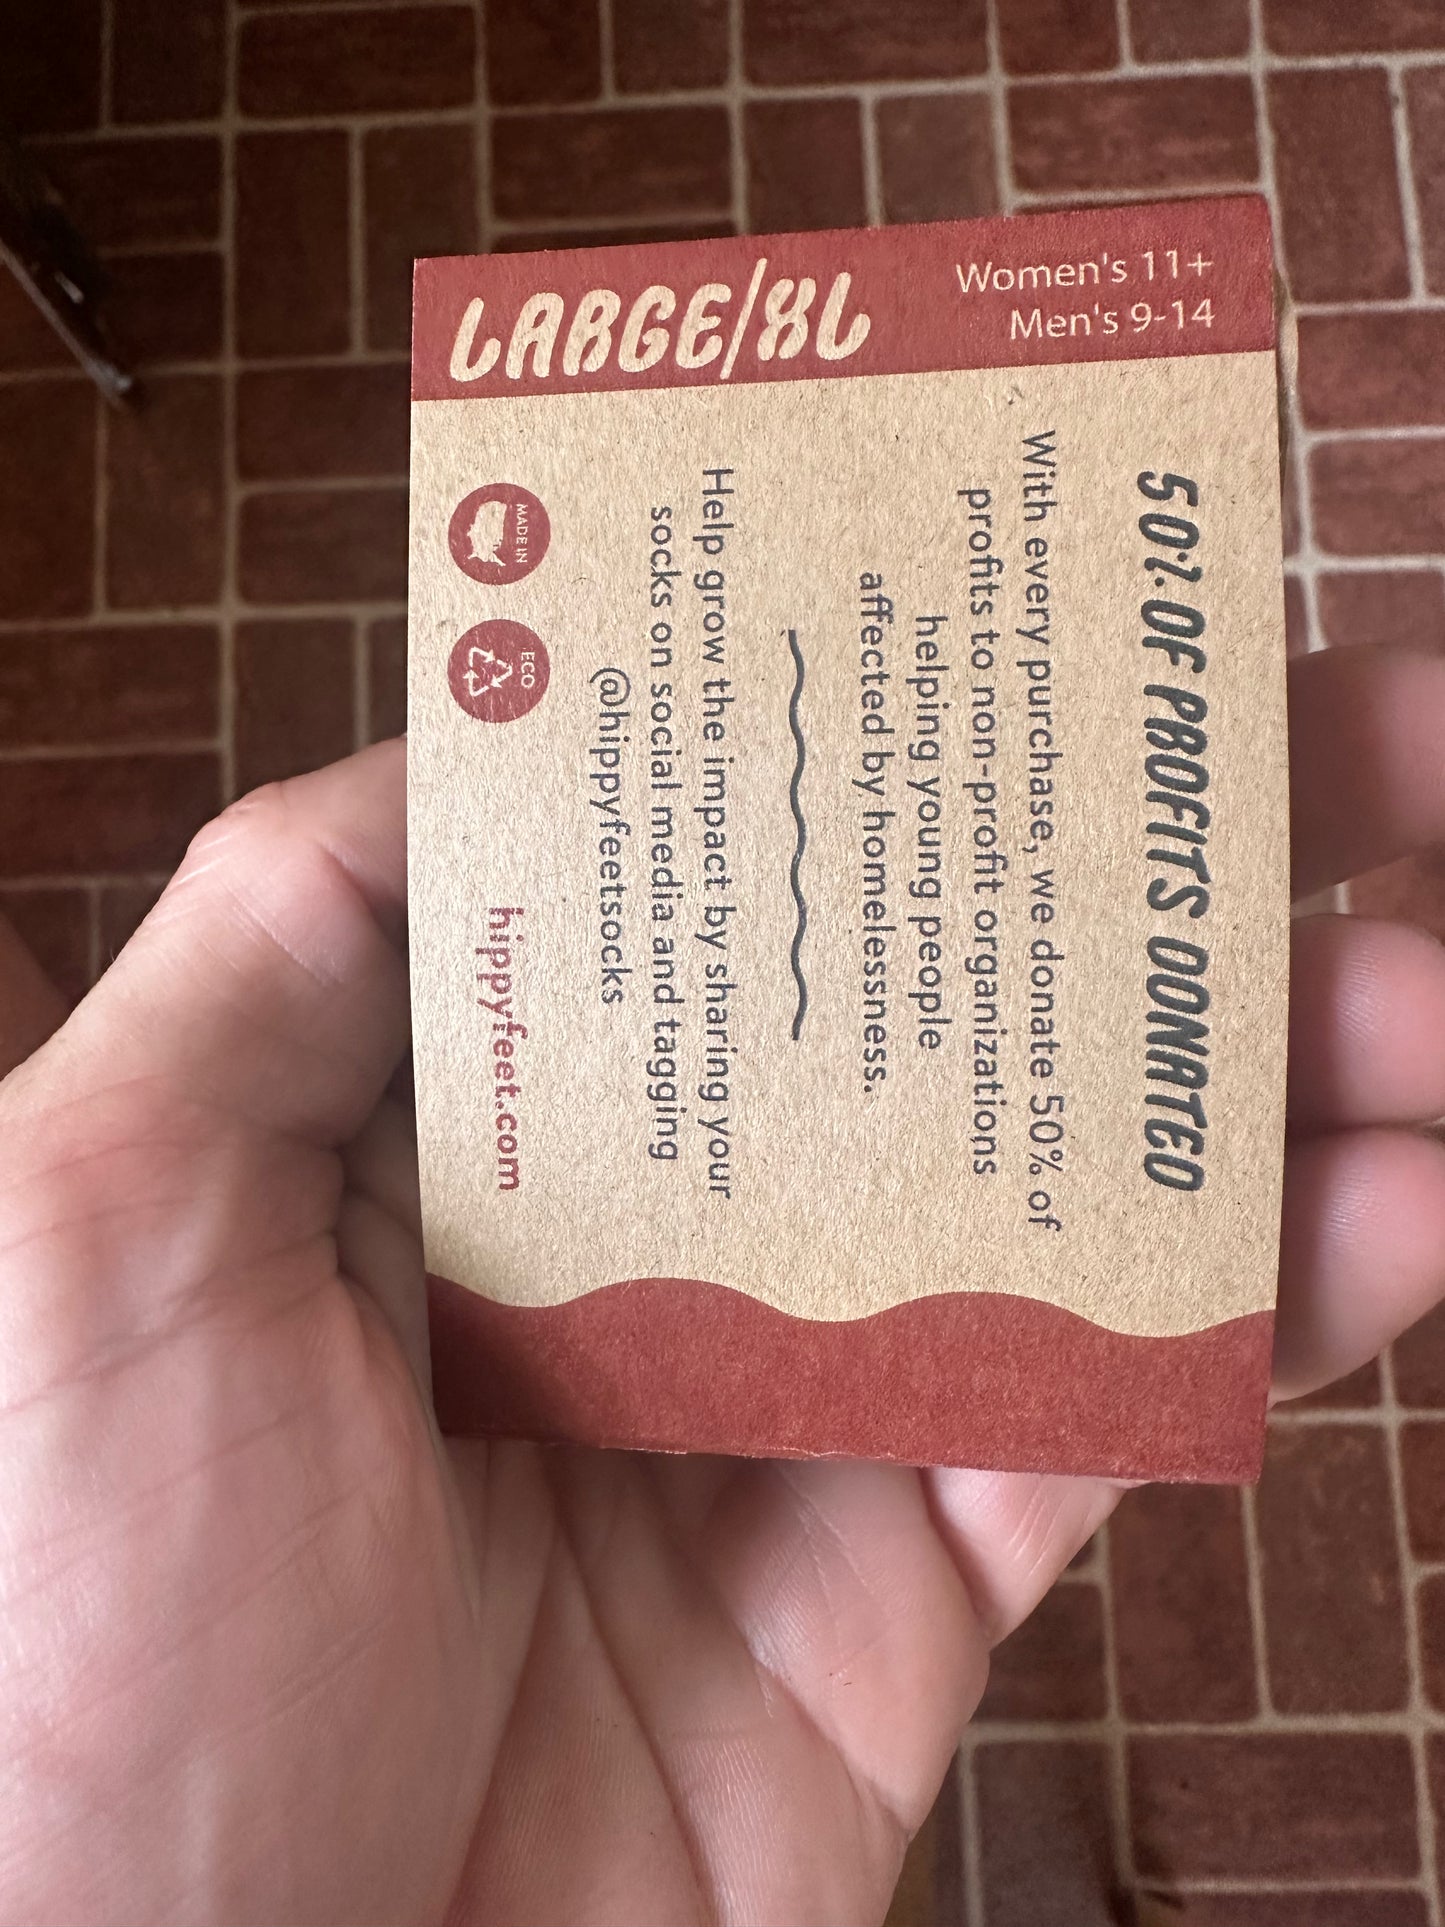 LARGE/XL
Women's 11+
Men's 9-14
50% OF PROFITS DONATED
With every purchase, we donate 50% of
profits to non-profit organizations
helping young people
affected by homelessness.
Help grow the impact by sharing your
socks on social media and tagging
@hippyfeetsocks
MADE IN
ECO
hippyfeet.com